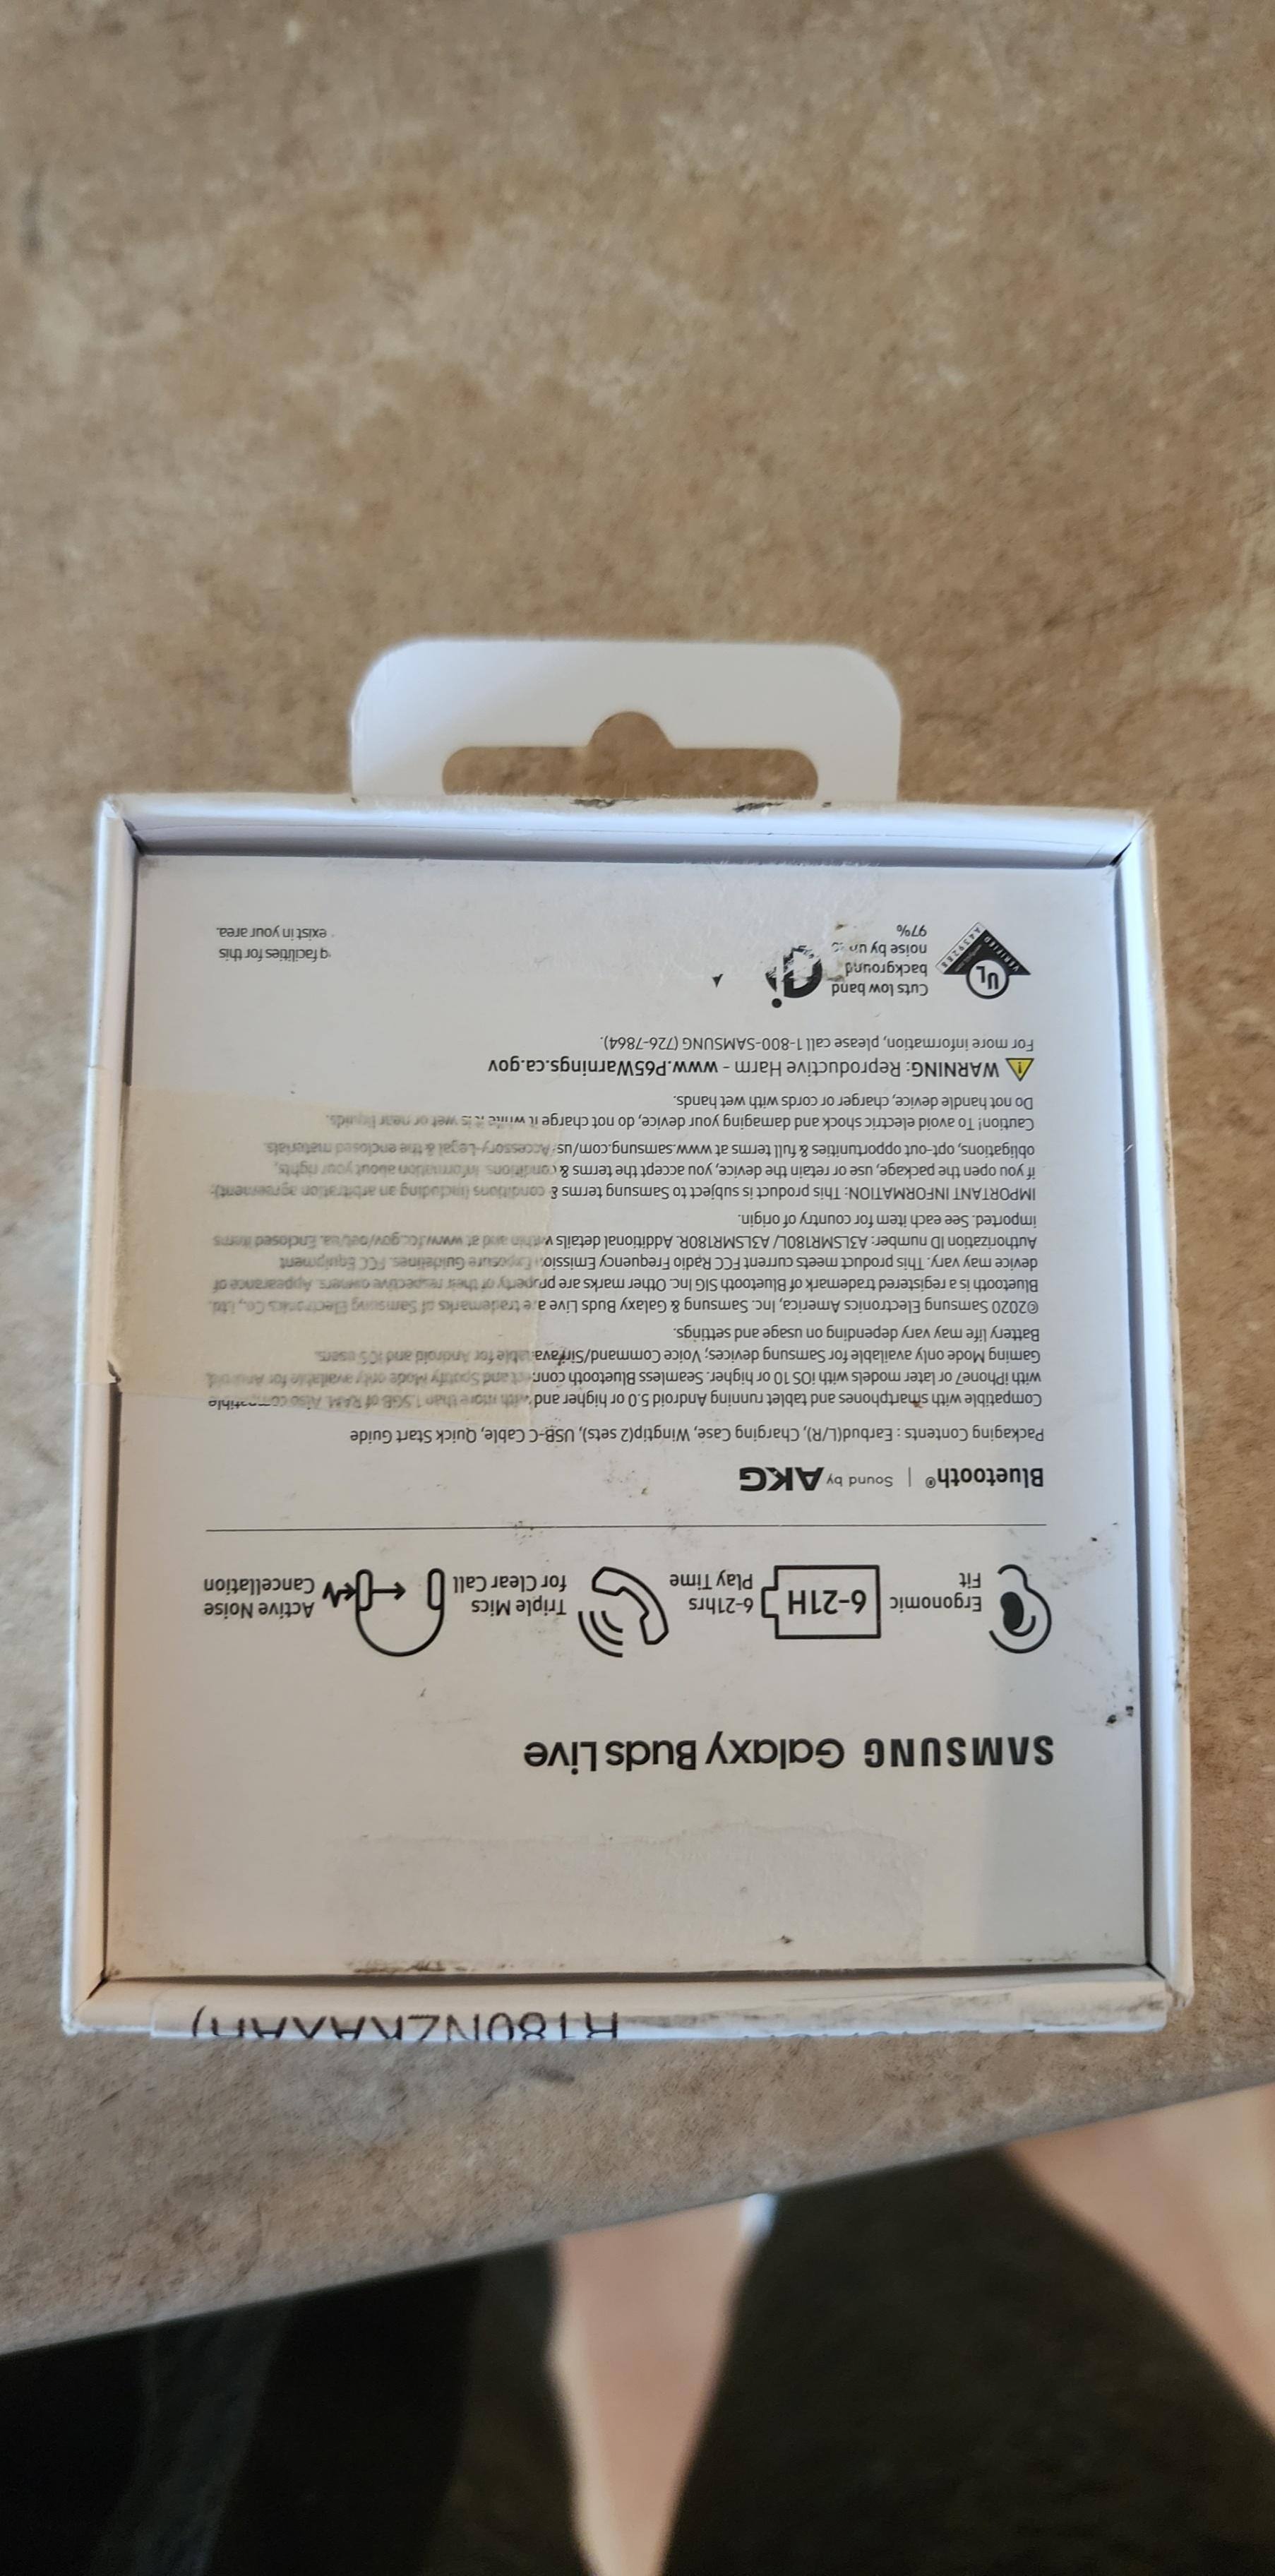 R180NZKAXAR)
SAMSUNG Galaxy Buds Live
Ergonomic
Fit
6-21H
6-21hrs
Play Time
Triple Mics
for Clear Call
Active Noise
Cancellation
Bluetooth® | Sound by AKG
Packaging Contents : Earbud(L/R), Charging Case, Wingtip(2 sets), USB-C Cable, Quick Start Guide
Compatible with smartphones and tablet running Android 5.0 or higher and with more than 1.5GB of RAM. Also compatible
with iPhone7 or later models with iOS 10 or higher. Seamless Bluetooth connect and Spotify Mode only available for Android.
Gaming Mode only available for Samsung devices; Voice Command/Siri available for Android and iOS users.
Battery life may vary depending on usage and settings.
©2020 Samsung Electronics America, Inc. Samsung & Galaxy Buds Live are trademarks of Samsung Electronics Co., Ltd.
Bluetooth is a registered trademark of Bluetooth SIG Inc. Other marks are property of their respective owners. Appearance of
device may vary. This product meets current FCC Radio Frequency Emission Exposure Guidelines. FCC Equipment
Authorization ID number: A3LSMR180L/ A3LSMR180R. Additional details within and at www.fcc.gov/oet/ea. Enclosed items
imported. See each item for country of origin.
IMPORTANT INFORMATION: This product is subject to Samsung terms & conditions (including an arbitration agreement);
if you open the package, use or retain the device, you accept the terms & conditions. Information about your rights,
obligations, opt-out opportunities & full terms at www.samsung.com/us/Accessory-Legal & the enclosed materials.
Caution! To avoid electric shock and damaging your device, do not charge it while it is wet or near liquids.
Do not handle device, charger or cords with wet hands.
WARNING: Reproductive Harm - www.P65Warnings.ca.gov
For more information, please call 1-800-SAMSUNG (726-7864).
UL
VERIFIED
Cuts low band
background
noise by up to
97%
facilities for this
exist in your area.